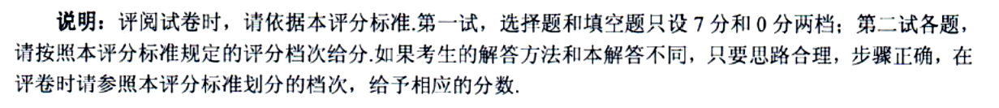 说明：评阅试卷时，请依据本评分标准.第一试，选择题和填空题只设 7 分和 0 分两档；第二试各题，
请按照本评分标准规定的评分档次给分.如果考生的解答方法和本解答不同，只要思路合理，步骤正确，在
评卷时请参照本评分标准划分的档次，给予相应的分数.